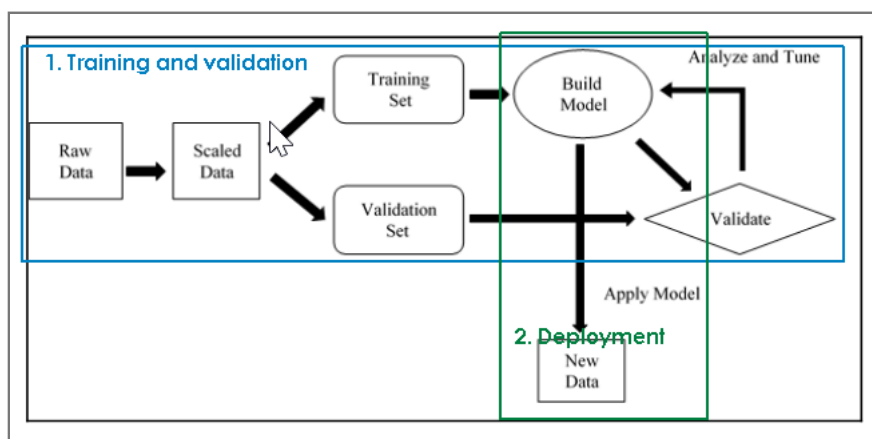 1. Training and validation
Analyze and Tune
Training
Set
Build
Model
Raw
Data
Scaled
Data
Validation
Set
Validate
Apply Model
2. Deployment
New
Data